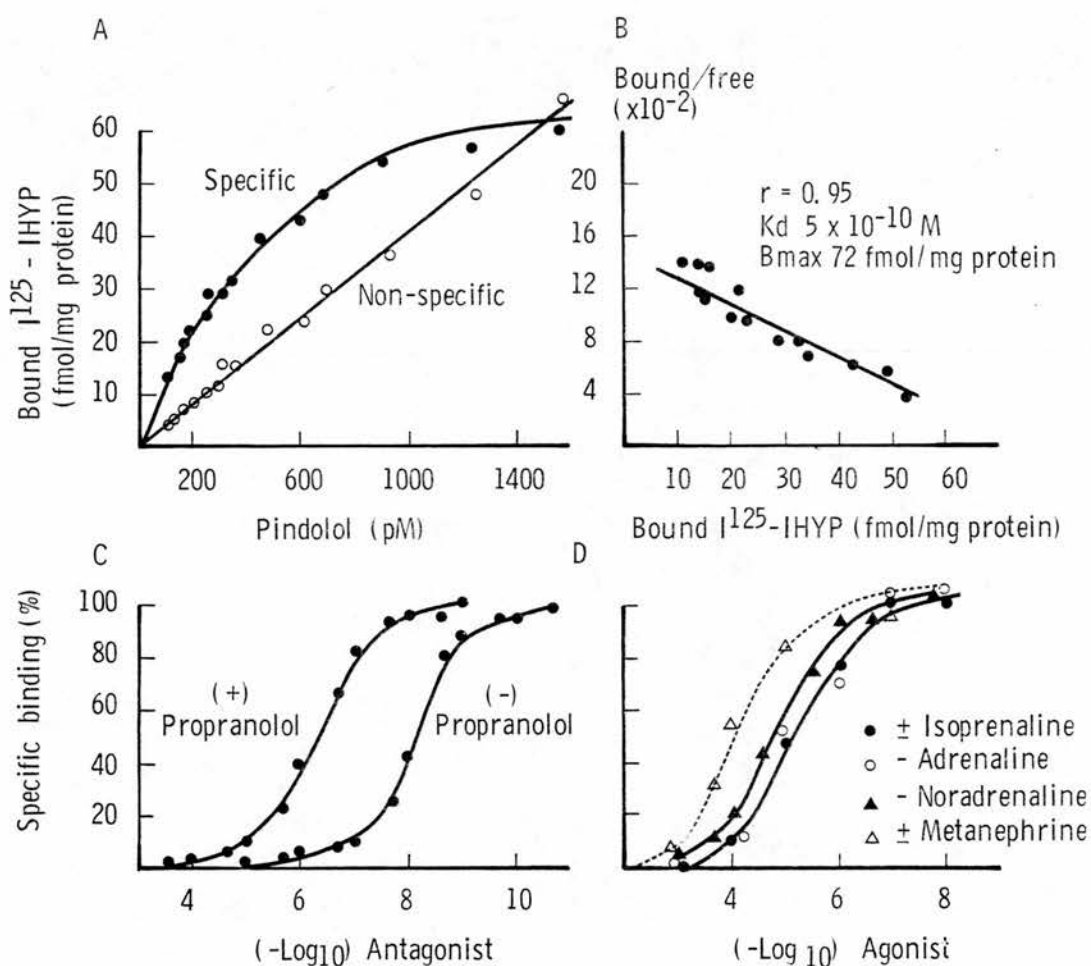 A
Bound I¹²⁵ - IHYP
(fmol/mg protein)
60
50
40
30
20
10
Specific
Non-specific
200
600
1000
1400
Pindolol (pM)
B
Bound/free
(x10⁻²)
20
16
12
8
4
r = 0.95
Kd 5 x 10⁻¹⁰ M
Bmax 72 fmol/mg protein
10
20
30
40
50
60
Bound I¹²⁵-IHYP (fmol/mg protein)
C
Specific binding (%)
100
80
60
40
20
(+)
Propranolol
(-)
Propranolol
4
6
8
10
(-Log₁₀) Antagonist
D
± Isoprenaline
- Adrenaline
- Noradrenaline
± Metanephrine
4
6
8
(-Log₁₀) Agonist